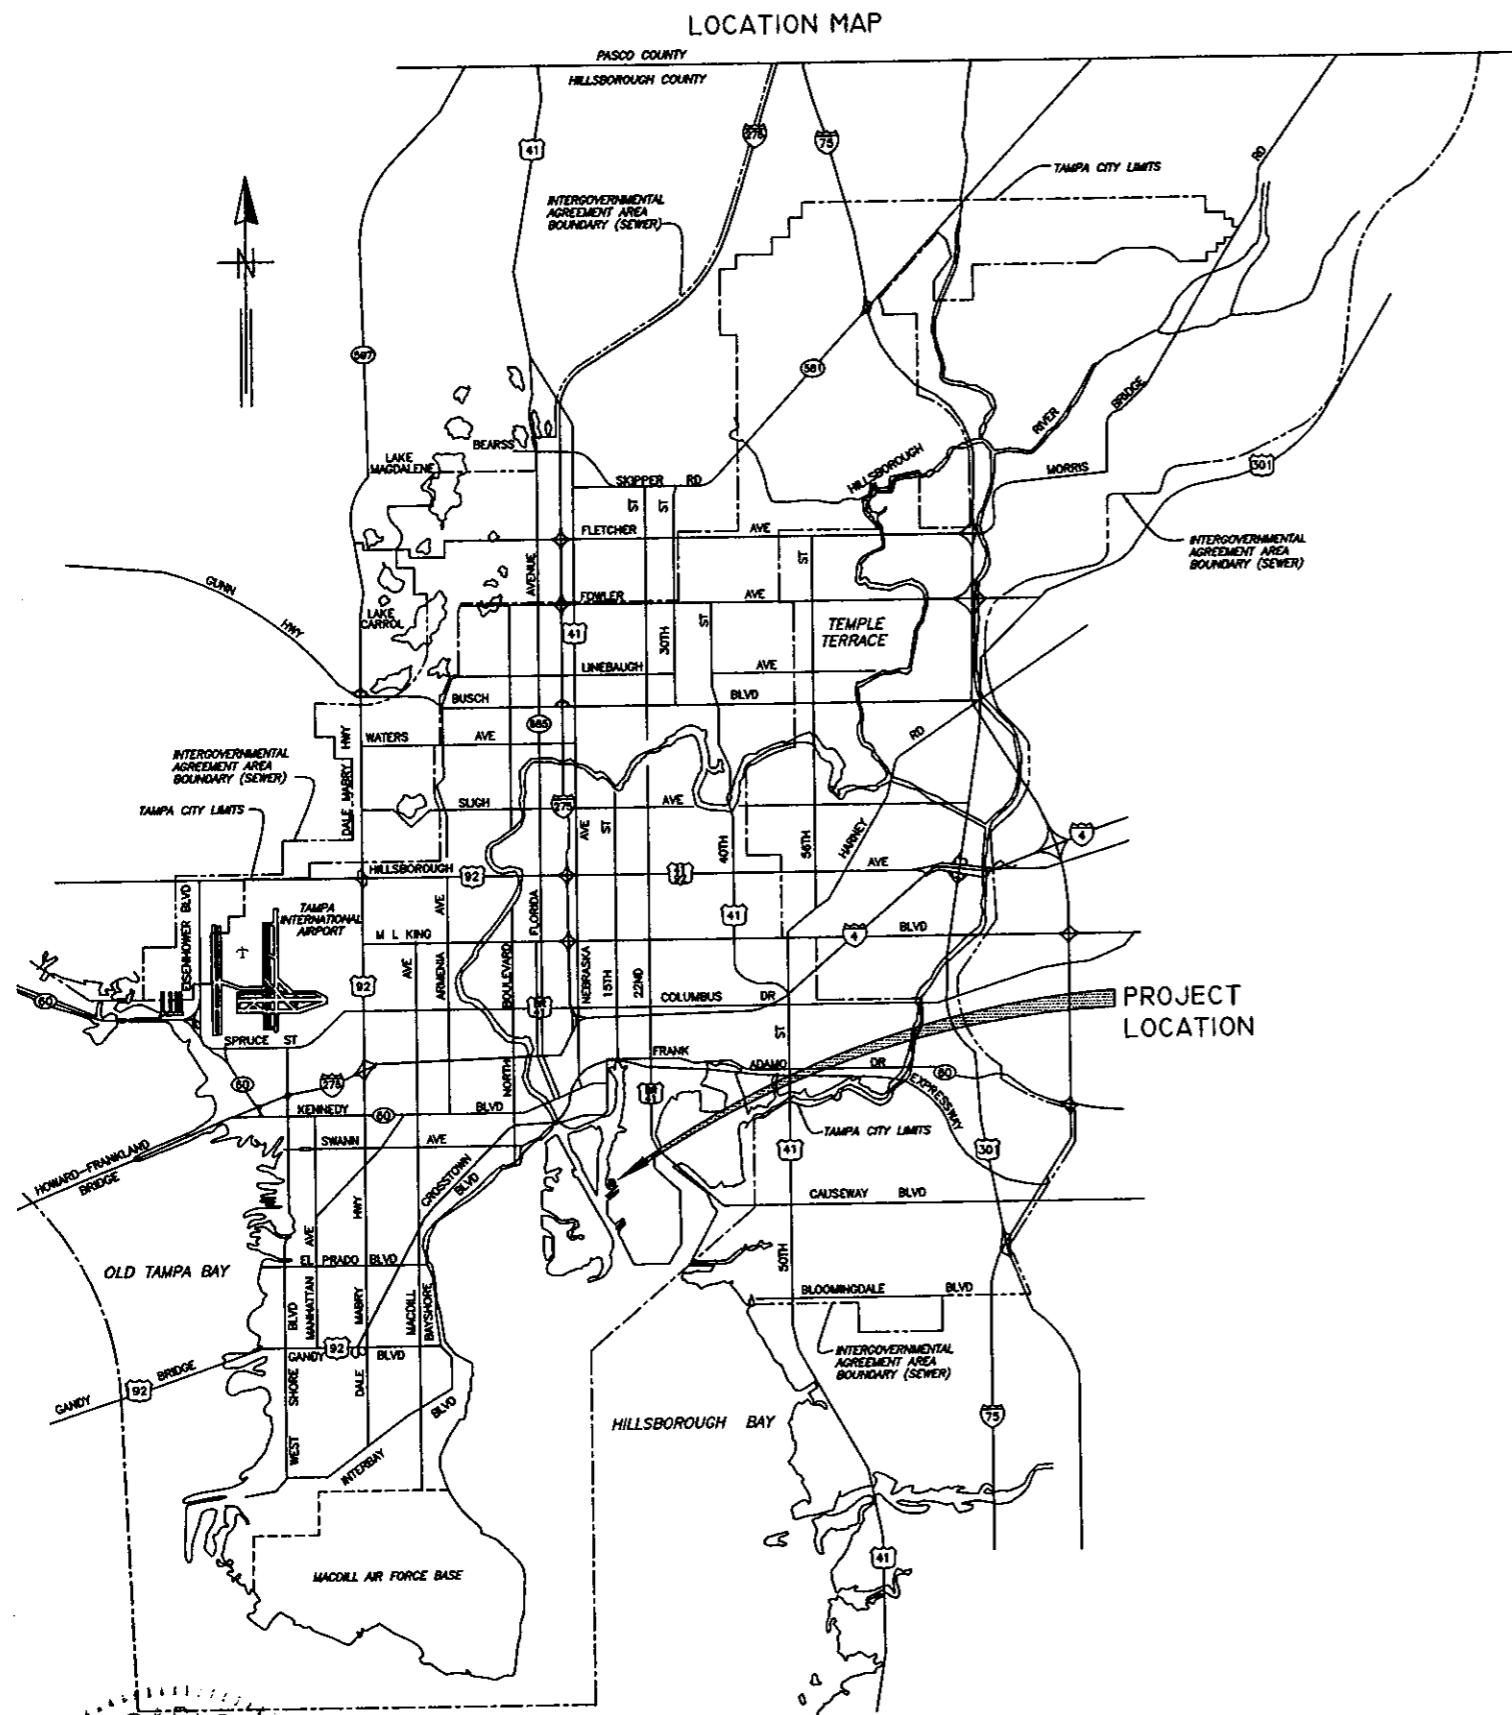 LOCATION MAP
PASCO COUNTY
HILLSBOROUGH COUNTY
41
275
75
TAMPA CITY LIMITS
RD
INTERGOVERNMENTAL
AGREEMENT AREA
BOUNDARY (SEWER)
N
597
581
BRIDGE
RIVER
BEARSS
LAKE
MAGDALENE
SKIPPER RD
HILLSBOROUGH
MORRIS
301
ST
ST
FLETCHER AVE
INTERGOVERNMENTAL
AGREEMENT AREA
BOUNDARY (SEWER)
AVENUE
ST
GUNN
HWY
LAKE
CARROL
FOWLER AVE
41
30TH
ST
TEMPLE
TERRACE
LINEBAUGH AVE
BUSCH BLVD
585
WATERS AVE
RD
HWY
INTERGOVERNMENTAL
AGREEMENT AREA
BOUNDARY (SEWER)
TAMPA CITY LIMITS
DALE MABRY
SLIGH AVE
275
AVE
ST
40TH
56TH
HARNEY
4
HILLSBOROUGH AVE
92
41
92
EISENHOWER BLVD
TAMPA
INTERNATIONAL
AIRPORT
AVE
FLORIDA
41
M L KING BLVD
4
AVE
ARMENIA
BOULEVARD
NEBRASKA
15TH
22ND
92
60
COLUMBUS DR
41
PROJECT
LOCATION
SPRUCE ST
ST
FRANK ADAMO DR
60
EXPRESSWAY
60
275
NORTH
41
KENNEDY BLVD
60
SWANN AVE
TAMPA CITY LIMITS
41
301
HOWARD-FRANKLAND
BRIDGE
CROSSTOWN
BLVD
CAUSEWAY BLVD
HWY
AVE
50TH
OLD TAMPA BAY
EL PRADO BLVD
BLOOMINGDALE BLVD
BLVD
MANHATTAN
MABRY
MACDILL
BAYSHORE
92
GANDY BLVD
INTERGOVERNMENTAL
AGREEMENT AREA
BOUNDARY (SEWER)
GANDY BRIDGE
92
SHORE
DALE
BLVD
HILLSBOROUGH BAY
75
WEST
INTERBAY
41
MACDILL AIR FORCE BASE